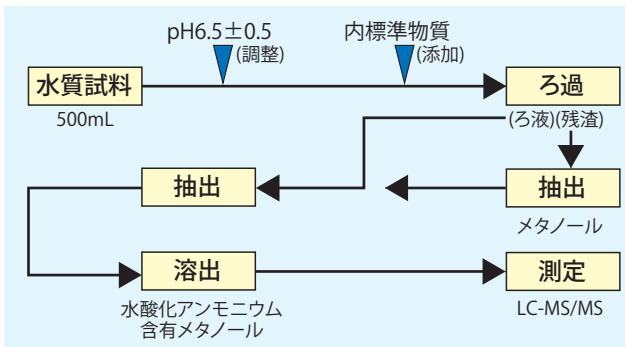 pH6.5±0.5
(調整)
内標準物質
(添加)
水質試料
500mL
ろ過
(ろ液)(残渣)
抽出
抽出
メタノール
溶出
水酸化アンモニウム
含有メタノール
測定
LC-MS/MS